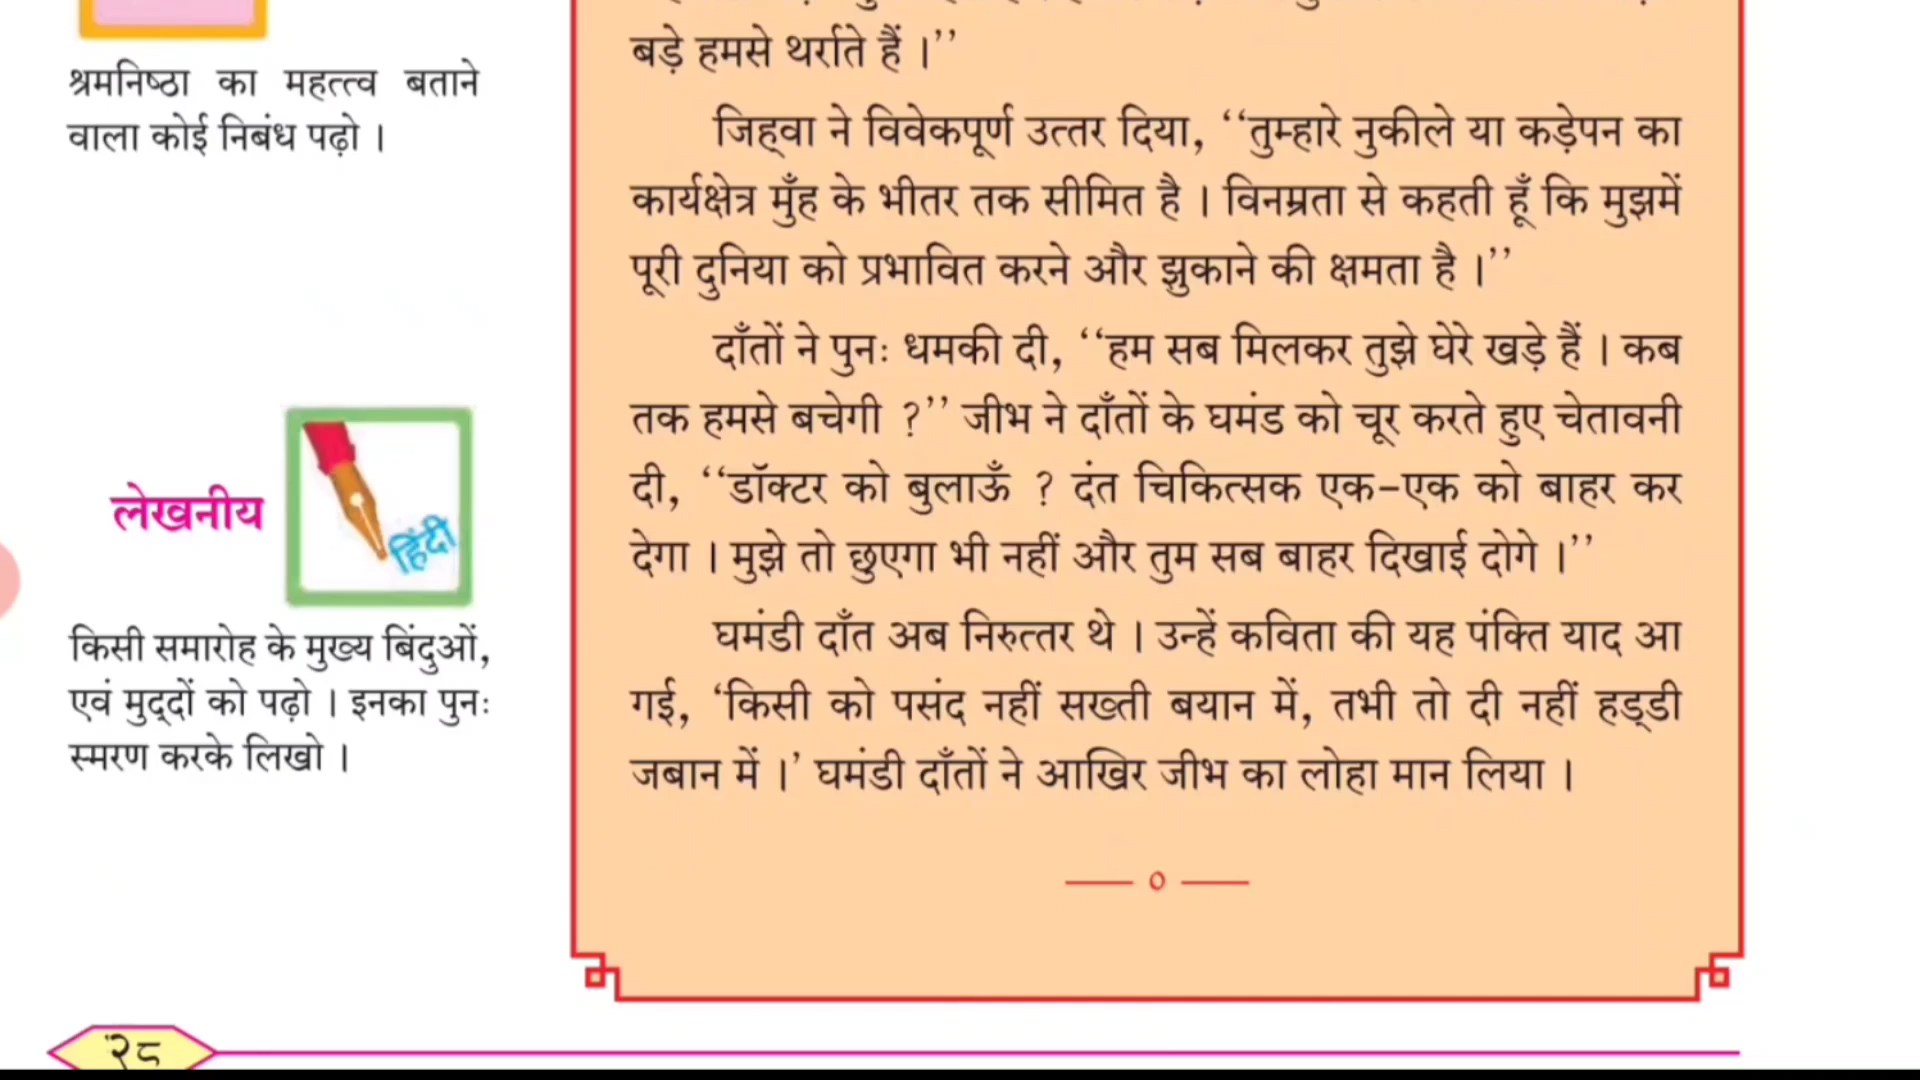 श्रमनिष्ठा का महत्त्व बताने
वाला कोई निबंध पढ़ो ।
लेखनीय
हिंदी
किसी समारोह के मुख्य बिंदुओं,
एवं मुद्दों को पढ़ो । इनका पुनः
स्मरण करके लिखो ।
बड़े हमसे थर्राते हैं ।’’
जिह्वा ने विवेकपूर्ण उत्तर दिया, ‘‘तुम्हारे नुकीले या कड़ेपन का
कार्यक्षेत्र मुँह के भीतर तक सीमित है । विनम्रता से कहती हूँ कि मुझमें
पूरी दुनिया को प्रभावित करने और झुकाने की क्षमता है ।’’
दाँतों ने पुनः धमकी दी, ‘‘हम सब मिलकर तुझे घेरे खड़े हैं । कब
तक हमसे बचेगी ?’’ जीभ ने दाँतों के घमंड को चूर करते हुए चेतावनी
दी, ‘‘डॉक्टर को बुलाऊँ ? दंत चिकित्सक एक-एक को बाहर कर
देगा । मुझे तो छुएगा भी नहीं और तुम सब बाहर दिखाई दोगे ।’’
घमंडी दाँत अब निरुत्तर थे । उन्हें कविता की यह पंक्ति याद आ
गई, ‘किसी को पसंद नहीं सख्ती बयान में, तभी तो दी नहीं हड्डी
जबान में ।’ घमंडी दाँतों ने आखिर जीभ का लोहा मान लिया ।
२८